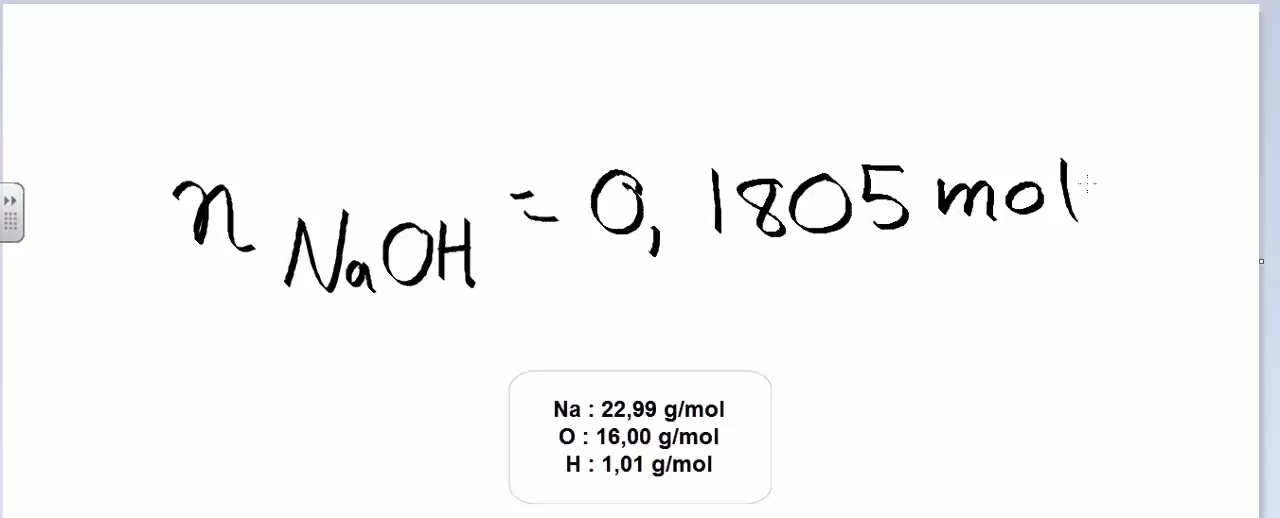 n NaOH = 0,1805 mol
Na : 22,99 g/mol
O : 16,00 g/mol
H : 1,01 g/mol